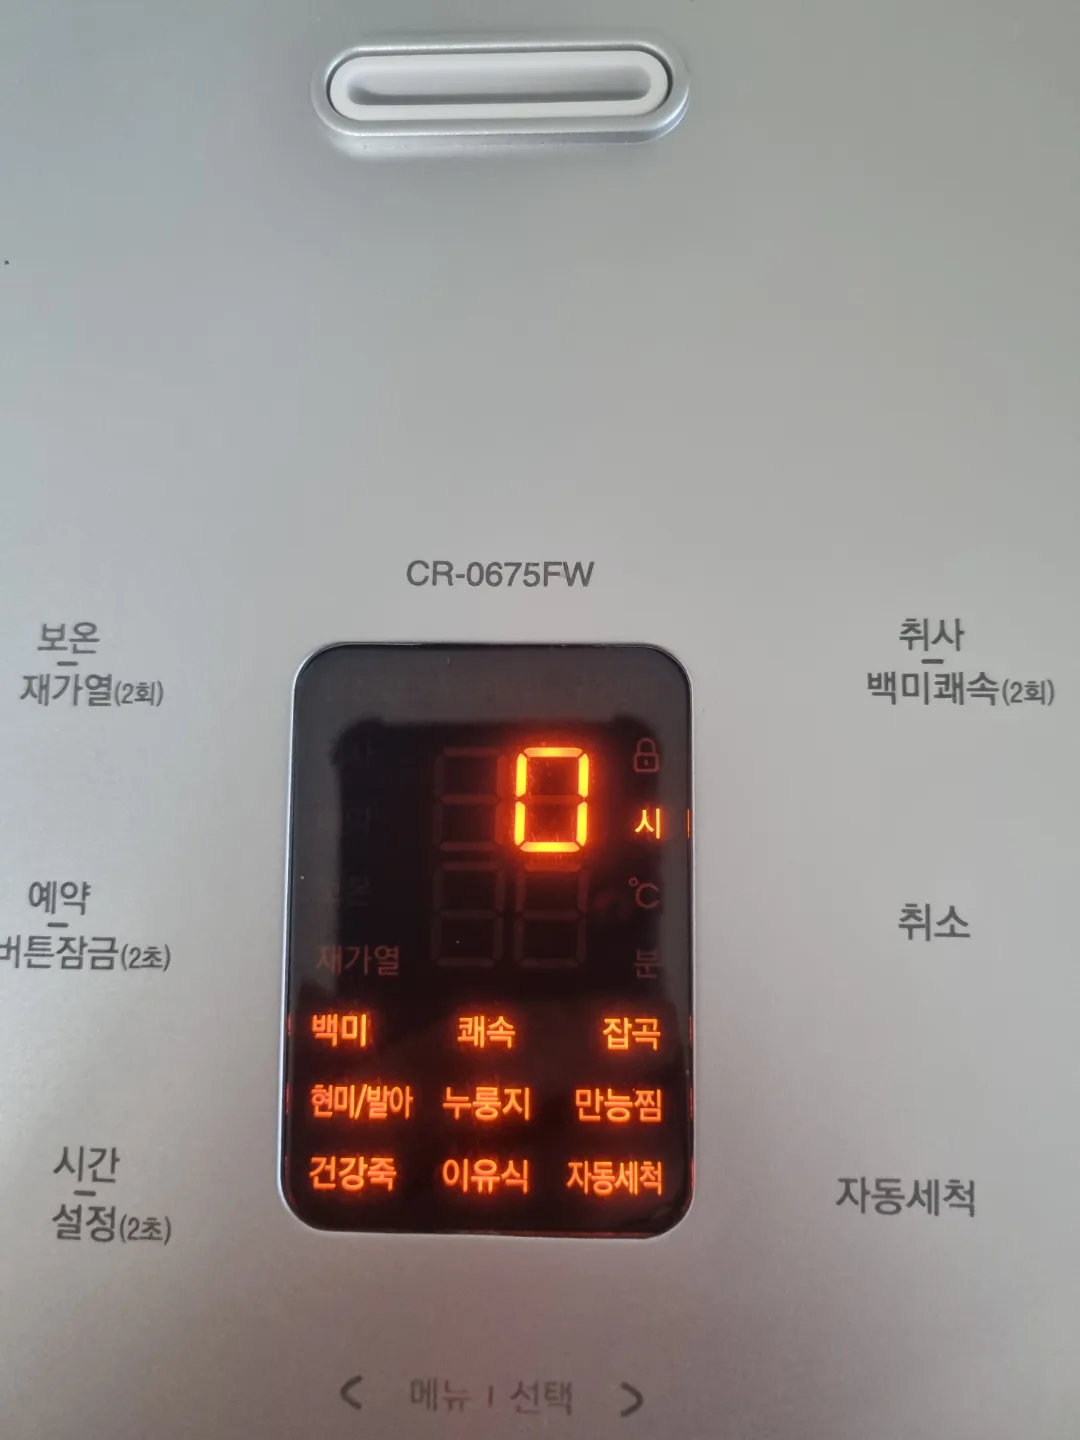 CR-0675FW
보온
재가열(2회)
취사
백미쾌속(2회)
0
시
℃
예약
버튼잠금(2초)
취소
재가열
분
백미 쾌속 잡곡
현미/발아 누룽지 만능찜
건강죽 이유식 자동세척
시간
설정(2초)
자동세척
< 메뉴 | 선택 >